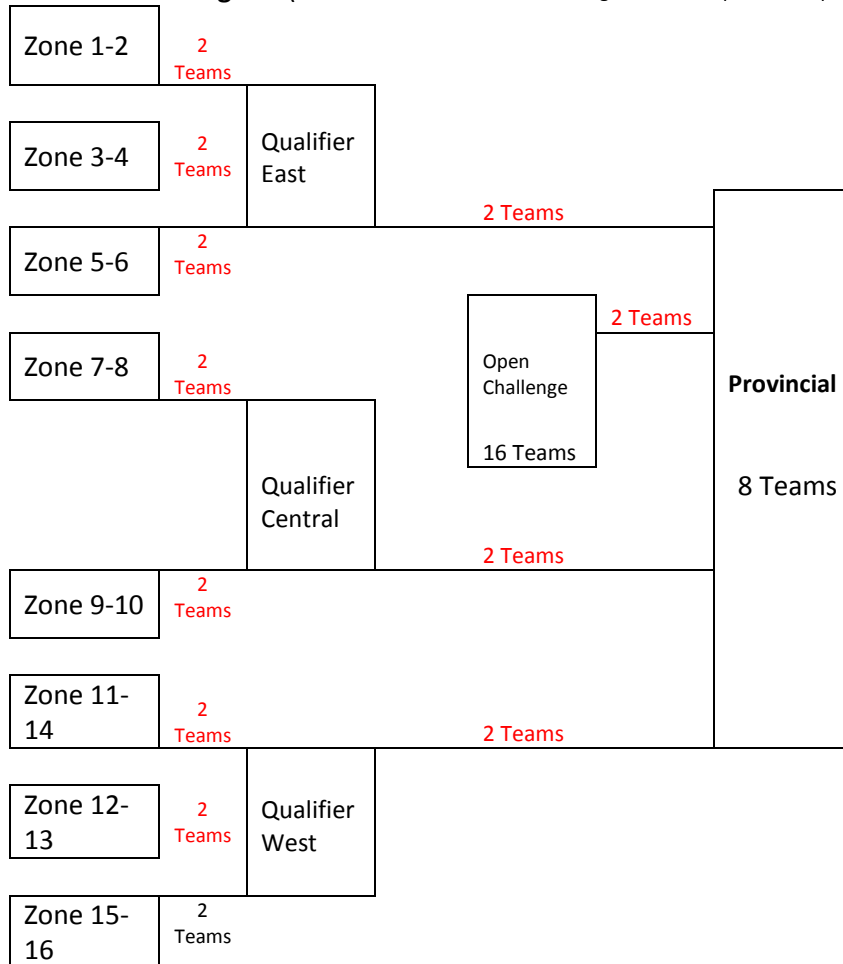 Zone 1-2
2
Teams
Zone 3-4
2
Teams
Qualifier
East
2 Teams
Zone 5-6
2
Teams
2 Teams
Zone 7-8
2
Teams
Open
Challenge
16 Teams
Provincial
8 Teams
Qualifier
Central
2 Teams
Zone 9-10
2
Teams
Zone 11-
14
2
Teams
2 Teams
Zone 12-
13
2
Teams
Qualifier
West
Zone 15-
16
2
Teams